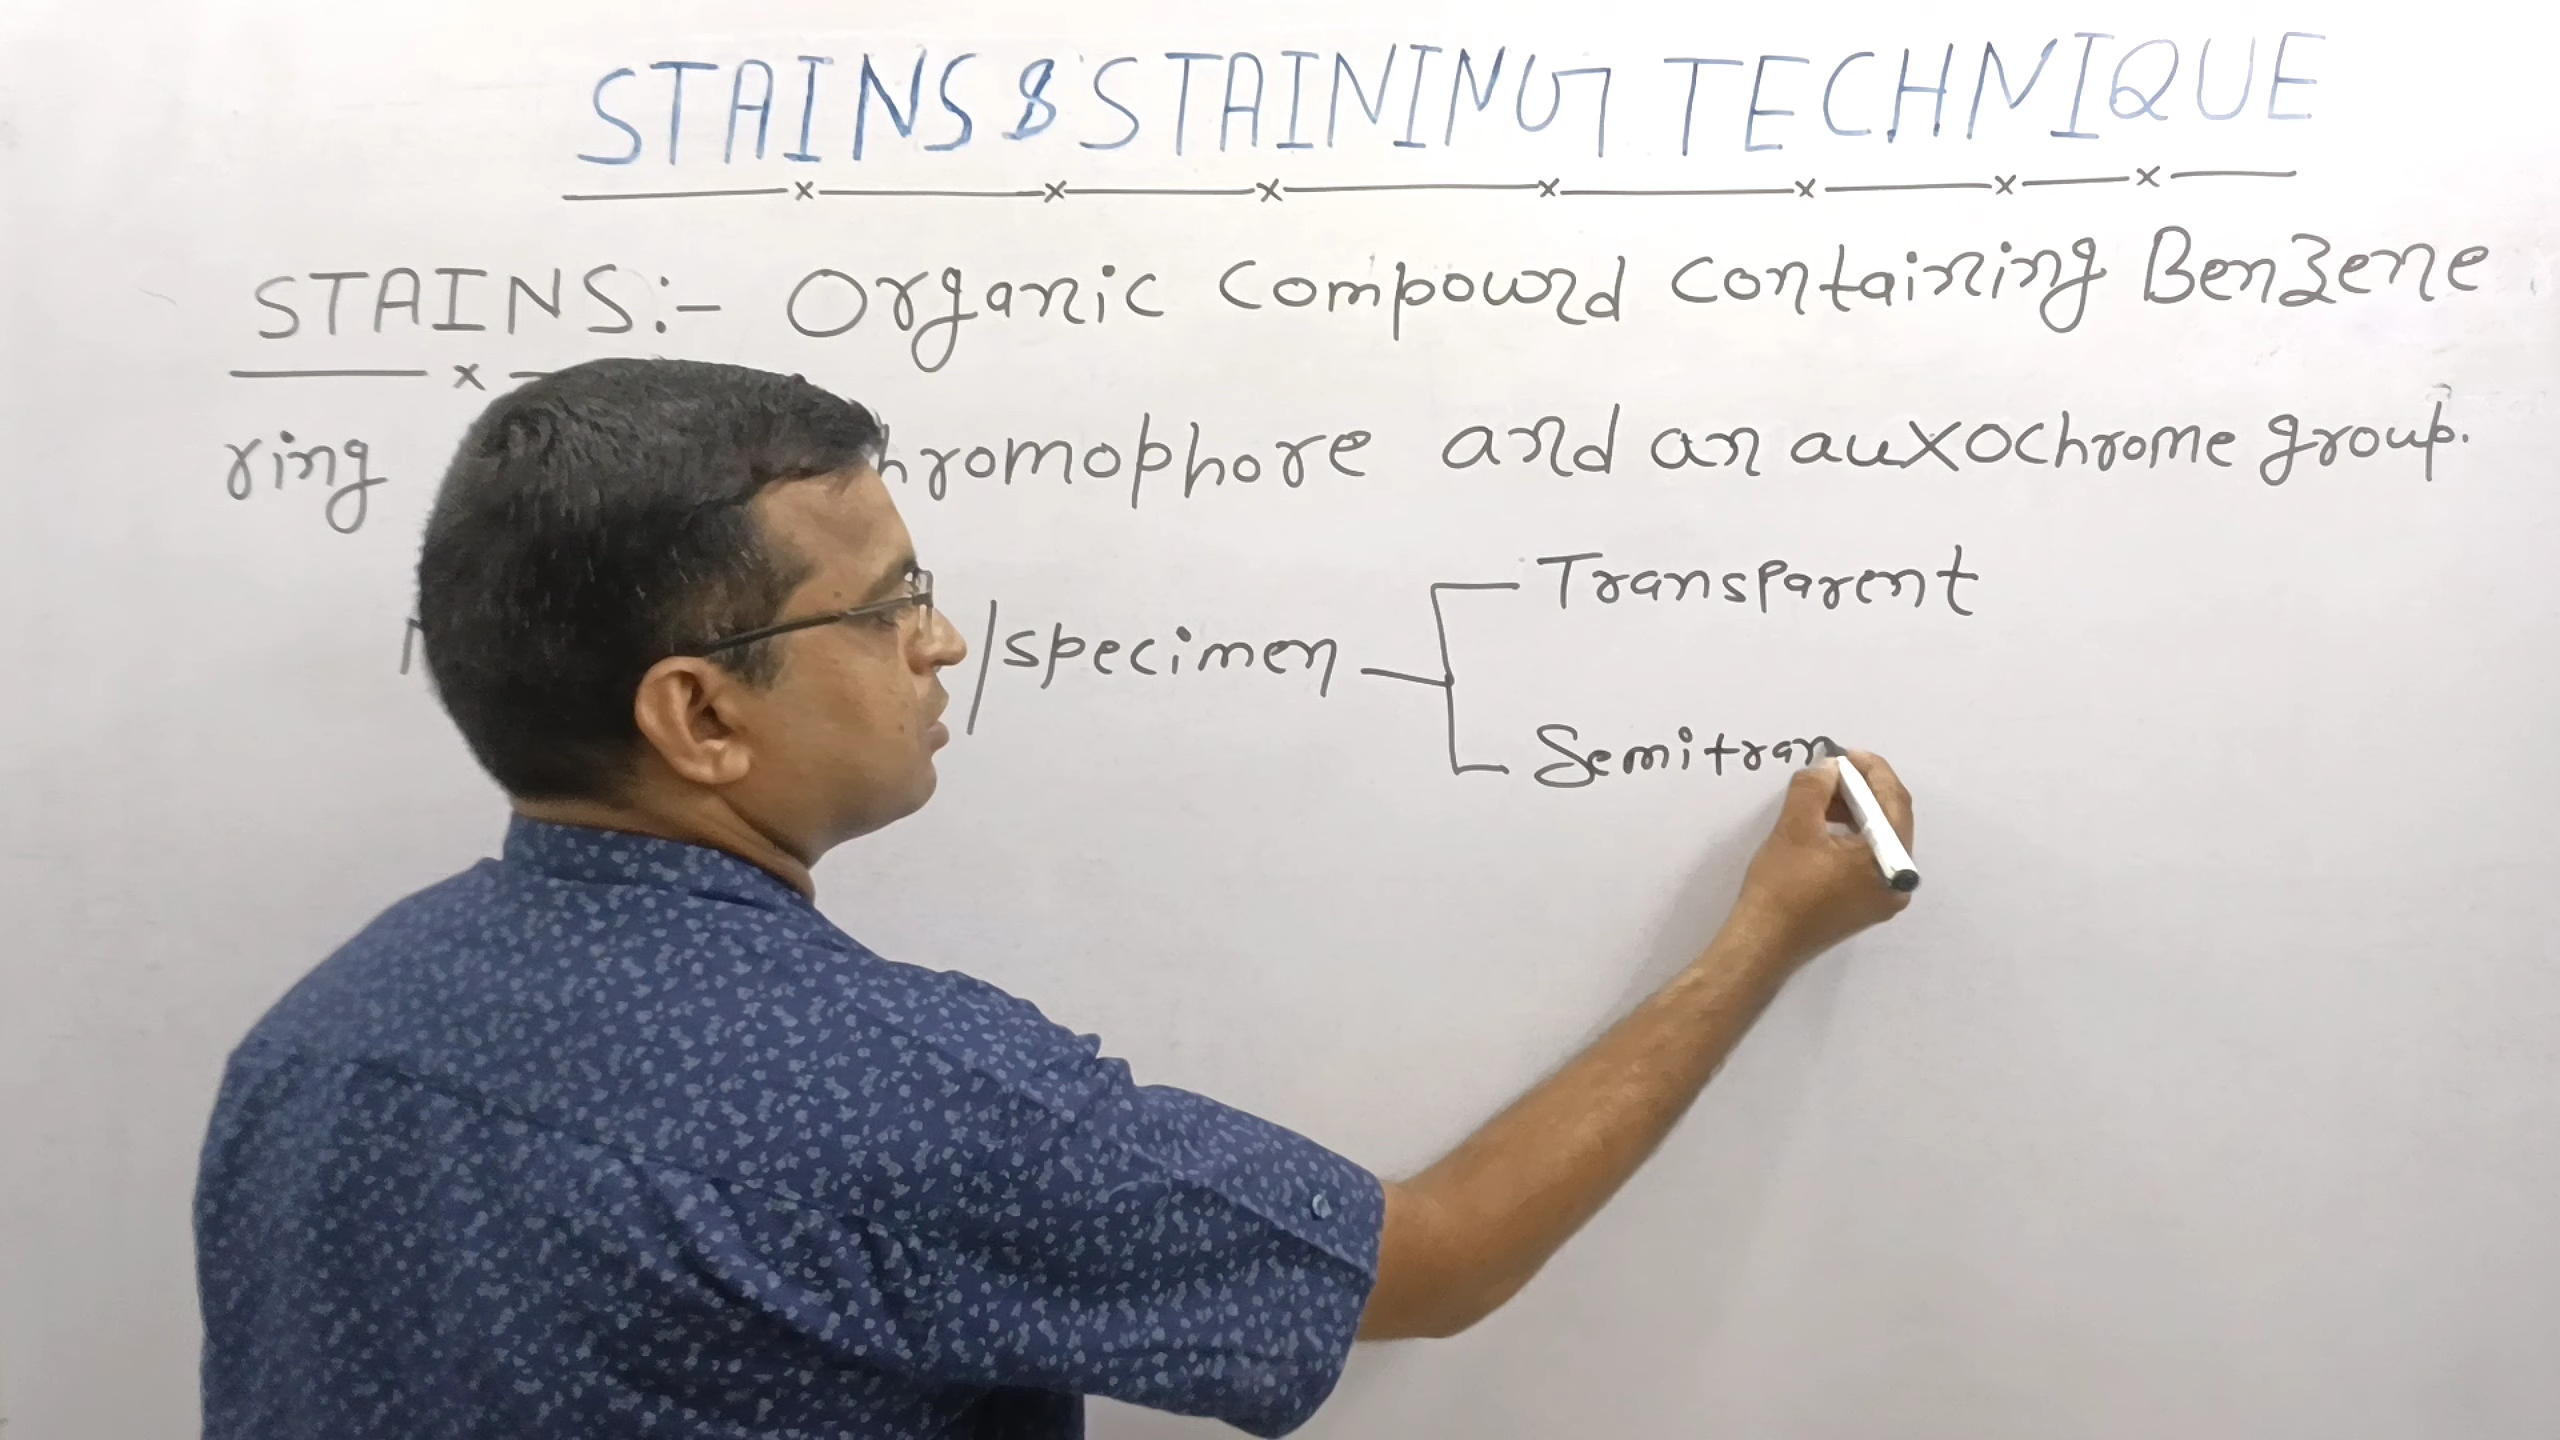 STAINS & STAINING TECHNIQUE
STAINS:- Organic compound containing Benzene
ring hromophore and an auxochrome group.
/specimen
Transparent
Semitran